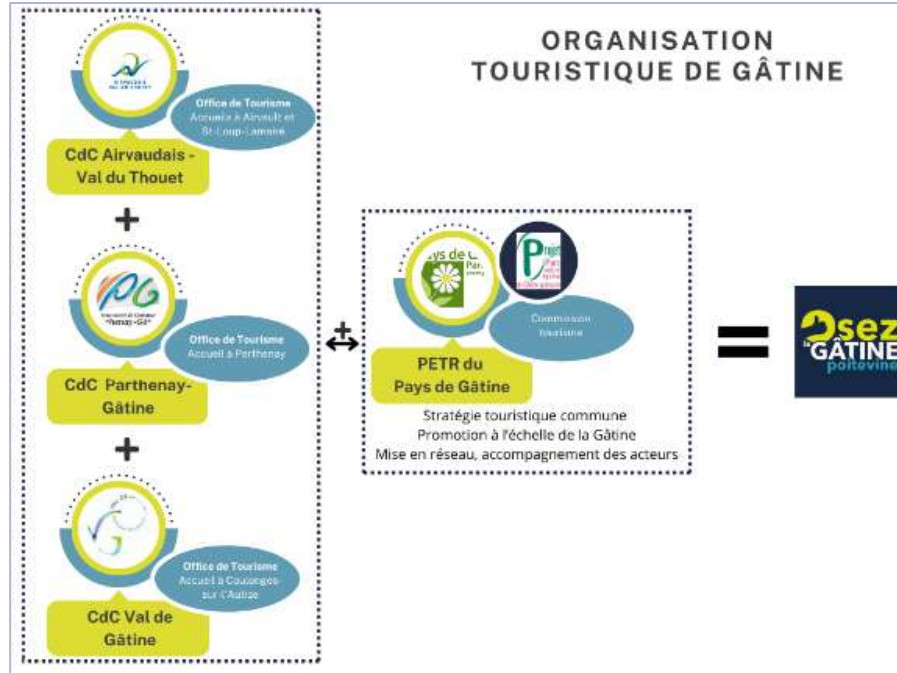 ORGANISATION
TOURISTIQUE DE GÂTINE
Office de Tourisme
Accueils à Airvault et
St-Loup-Lamairé
CdC Airvaudais -
Val du Thouet
+
Office de Tourisme
Accueil à Parthenay
CdC Parthenay-
Gâtine
+
Office de Tourisme
Accueil à Coulonges
sur l'Autize
CdC Val de
Gâtine
+
Projet
Commission
tourisme
PETR du
Pays de Gâtine
Stratégie touristique commune
Promotion à l'échelle de la Gâtine
Mise en réseau, accompagnement des acteurs
=
Osez
la GÂTINE
poitevine